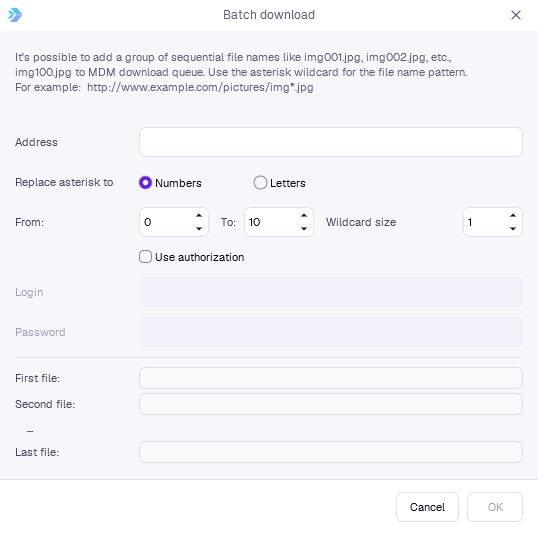 Batch download
It's possible to add a group of sequential file names like img001.jpg, img002.jpg, etc.,
img100.jpg to MDM download queue. Use the asterisk wildcard for the file name pattern.
For example:  http://www.example.com/pictures/img*.jpg
Address
Replace asterisk to Numbers Letters
From: 0 To: 10 Wildcard size 1
Use authorization
Login
Password
First file:
Second file:
...
Last file:
Cancel OK